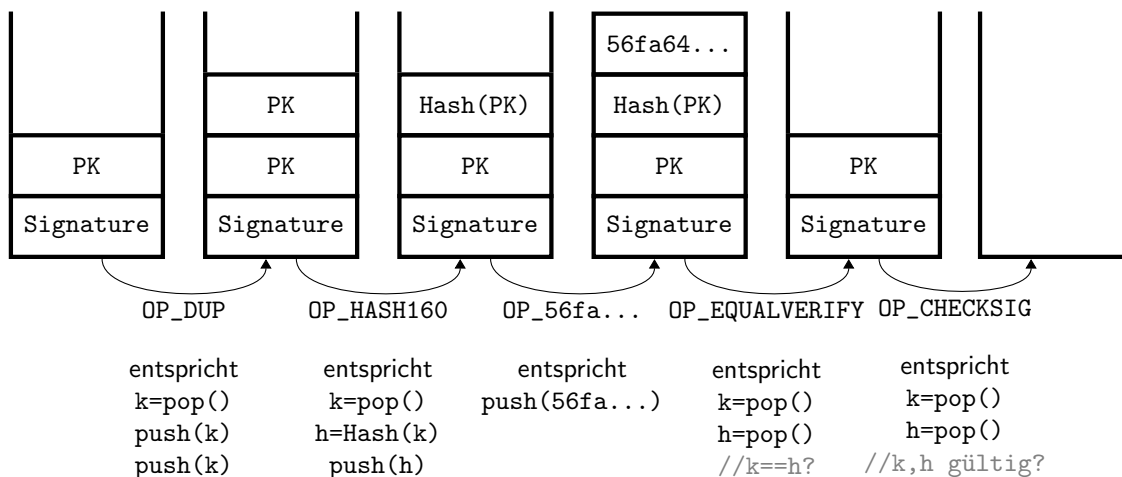 56fa64...
PK Hash(PK) Hash(PK)
PK PK PK PK PK
Signature Signature Signature Signature Signature
OP_DUP OP_HASH160 OP_56fa... OP_EQUALVERIFY OP_CHECKSIG
entspricht entspricht entspricht entspricht entspricht
k=pop() k=pop() push(56fa...) k=pop() k=pop()
push(k) h=Hash(k) h=pop() h=pop()
push(k) push(h) //k==h? //k,h gültig?